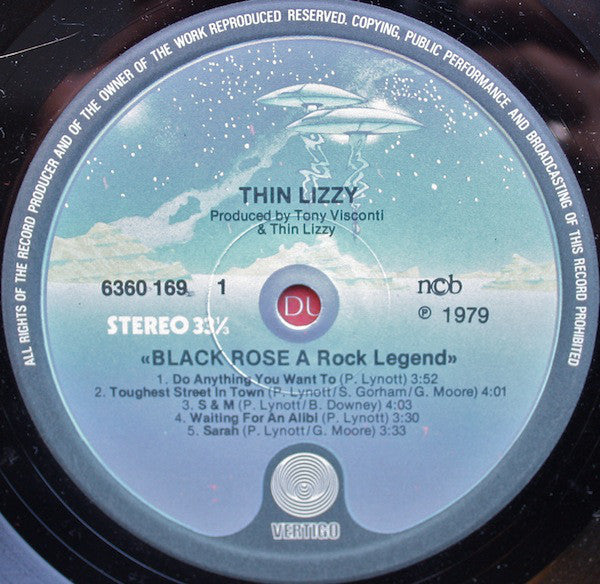 ALL RIGHTS OF THE RECORD PRODUCER AND OF THE OWNER OF THE WORK REPRODUCED RESERVED. COPYING, PUBLIC PERFORMANCE AND BROADCASTING OF THIS RECORD PROHIBITED
THIN LIZZY
Produced by Tony Visconti
& Thin Lizzy
6360 169 1
ncb
STEREO 33⅓
℗ 1979
DU
«BLACK ROSE A Rock Legend»
1. Do Anything You Want To (P. Lynott) 3:52
2. Toughest Street In Town (P. Lynott/S. Gorham/G. Moore) 4:01
3. S & M (P. Lynott/B. Downey) 4:03
4. Waiting For An Alibi (P. Lynott) 3:30
5. Sarah (P. Lynott/G. Moore) 3:33
VERTIGO